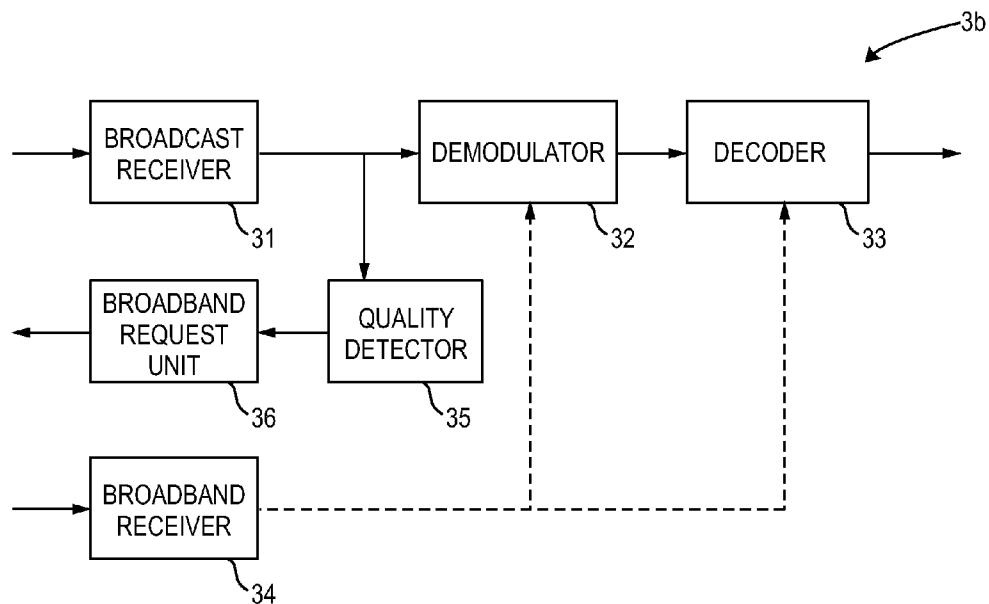 3b
BROADCAST
RECEIVER
31
DEMODULATOR
32
DECODER
33
BROADBAND
REQUEST
UNIT
36
QUALITY
DETECTOR
35
BROADBAND
RECEIVER
34